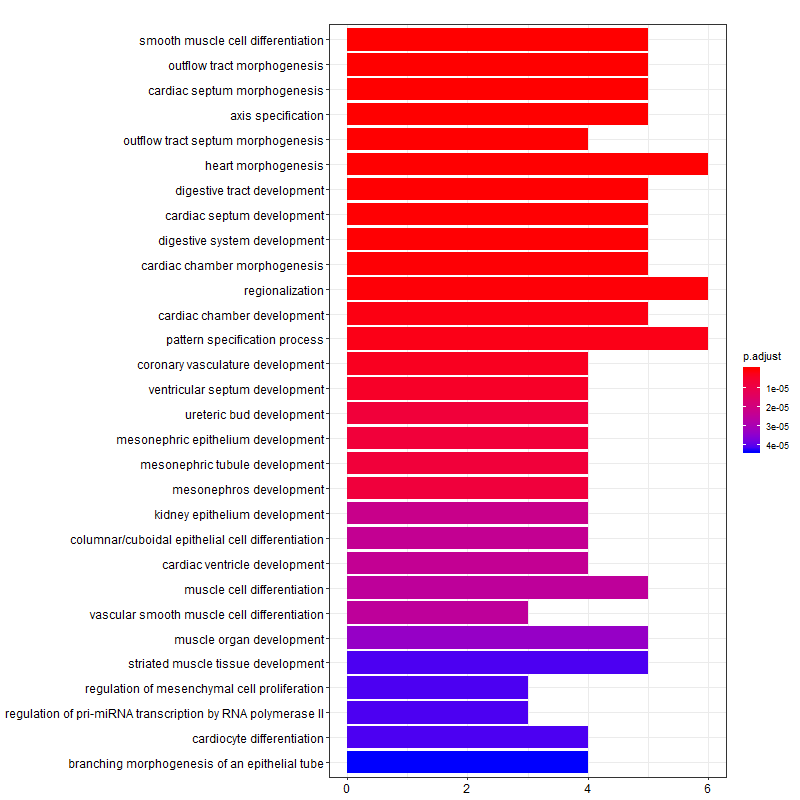 smooth muscle cell differentiation
outflow tract morphogenesis
cardiac septum morphogenesis
axis specification
outflow tract septum morphogenesis
heart morphogenesis
digestive tract development
cardiac septum development
digestive system development
cardiac chamber morphogenesis
regionalization
cardiac chamber development
pattern specification process
coronary vasculature development
ventricular septum development
ureteric bud development
mesonephric epithelium development
mesonephric tubule development
mesonephros development
kidney epithelium development
columnar/cuboidal epithelial cell differentiation
cardiac ventricle development
muscle cell differentiation
vascular smooth muscle cell differentiation
muscle organ development
striated muscle tissue development
regulation of mesenchymal cell proliferation
regulation of pri-miRNA transcription by RNA polymerase II
cardiocyte differentiation
branching morphogenesis of an epithelial tube
0 2 4 6
p.adjust
1e-05
2e-05
3e-05
4e-05